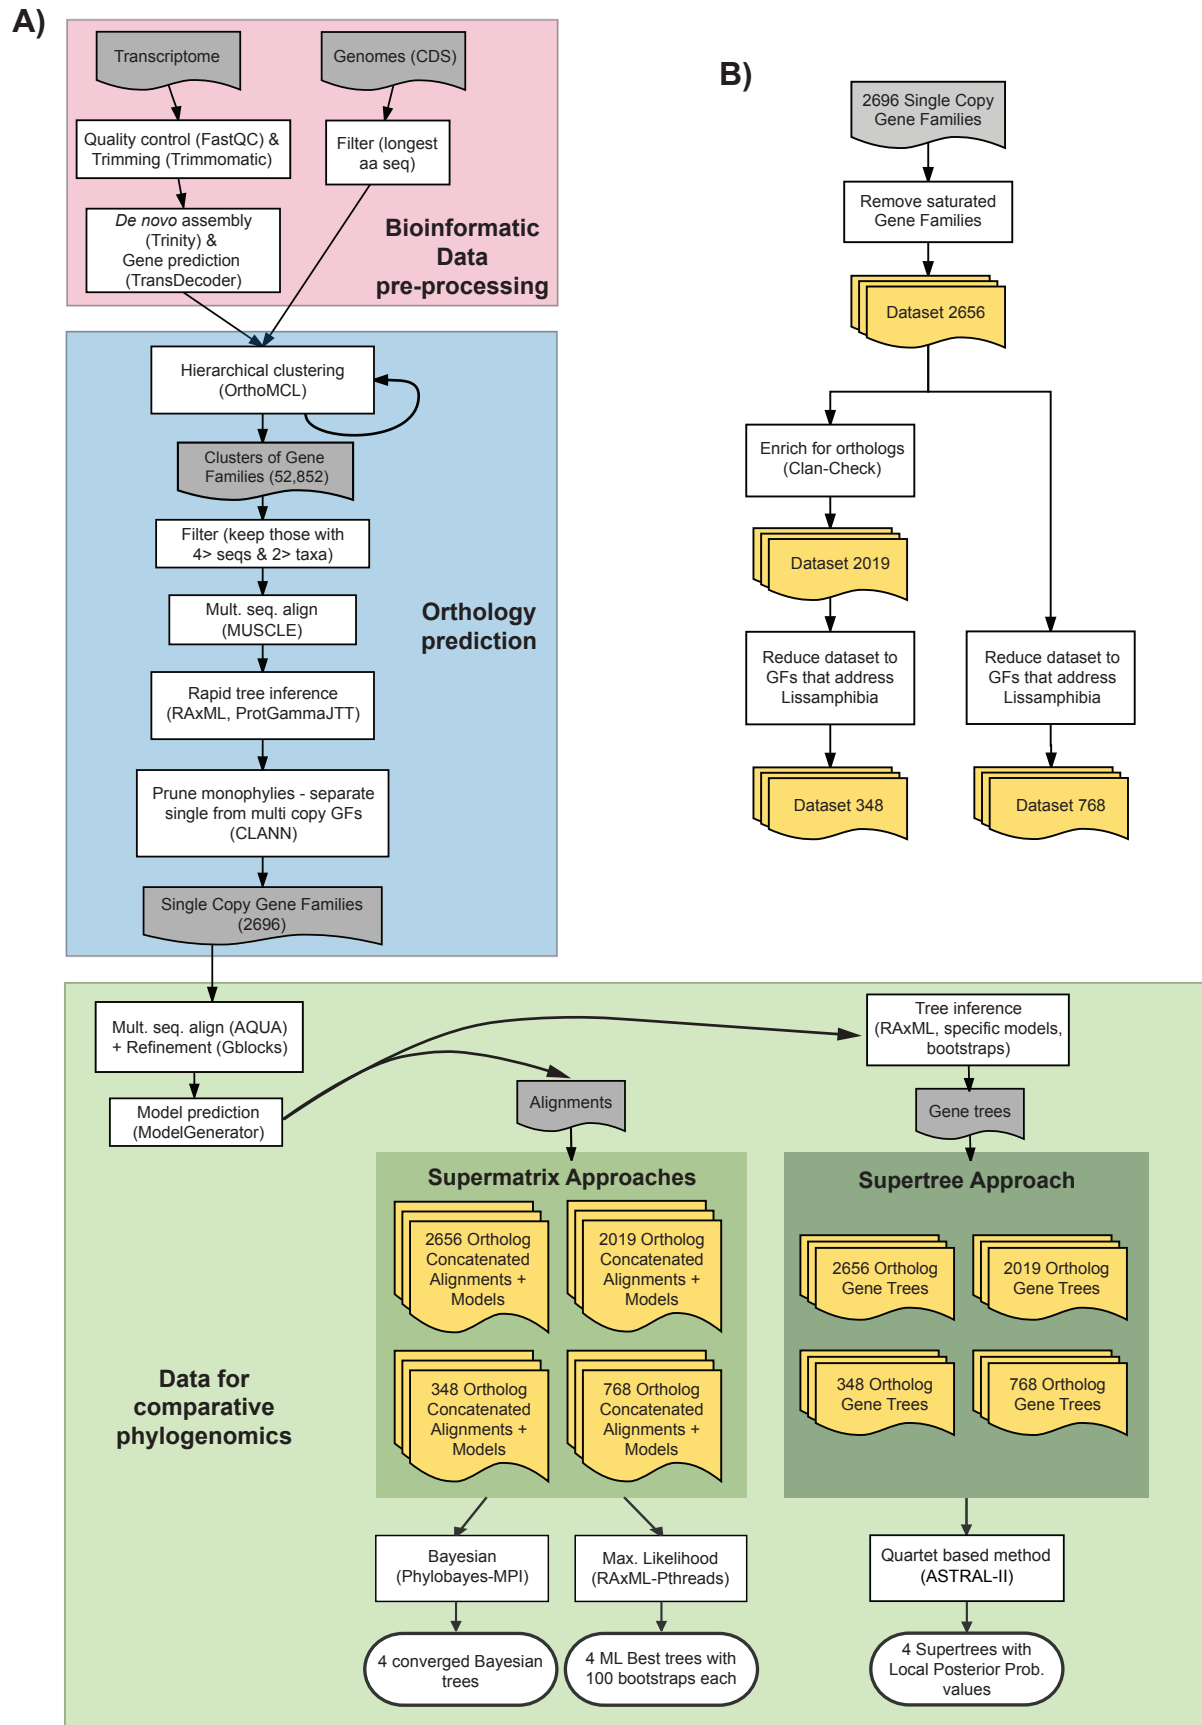 A)
Transcriptome
Genomes (CDS)
Quality control (FastQC) &
Trimming (Trimmomatic)
Filter (longest
aa seq)
De novo assembly
(Trinity) &
Gene prediction
(TransDecoder)
Bioinformatic
Data
pre-processing
Hierarchical clustering
(OrthoMCL)
Clusters of Gene
Families (52,852)
Filter (keep those with
4> seqs & 2> taxa)
Mult. seq. align
(MUSCLE)
Orthology
prediction
Rapid tree inference
(RAxML, ProtGammaJTT)
Prune monophylies - separate
single from multi copy GFs
(CLANN)
Single Copy Gene Families
(2696)
B)
2696 Single Copy
Gene Families
Remove saturated
Gene Families
Dataset 2656
Enrich for orthologs
(Clan-Check)
Dataset 2019
Reduce dataset to
GFs that address
Lissamphibia
Reduce dataset to
GFs that address
Lissamphibia
Dataset 348
Dataset 768
Mult. seq. align (AQUA)
+ Refinement (Gblocks)
Model prediction
(ModelGenerator)
Tree inference
(RAxML, specific models,
bootstraps)
Alignments
Gene trees
Supermatrix Approaches
2656 Ortholog
Concatenated
Alignments +
Models
2019 Ortholog
Concatenated
Alignments +
Models
348 Ortholog
Concatenated
Alignments +
Models
768 Ortholog
Concatenated
Alignments +
Models
Supertree Approach
2656 Ortholog
Gene Trees
2019 Ortholog
Gene Trees
348 Ortholog
Gene Trees
768 Ortholog
Gene Trees
Data for
comparative
phylogenomics
Bayesian
(Phylobayes-MPI)
Max. Likelihood
(RAxML-Pthreads)
Quartet based method
(ASTRAL-II)
4 converged Bayesian
trees
4 ML Best trees with
100 bootstraps each
4 Supertrees with
Local Posterior Prob.
values